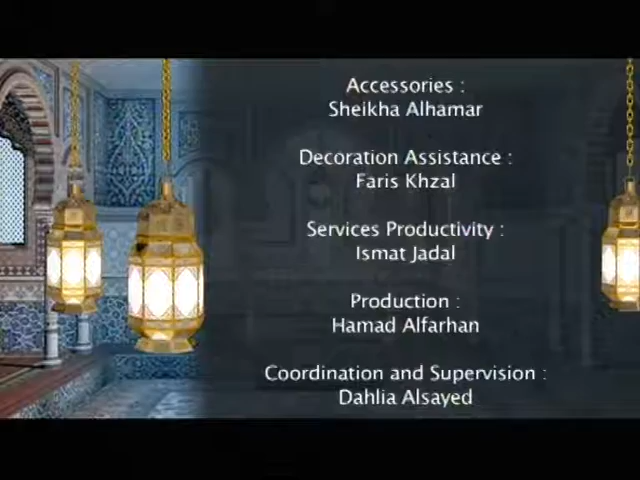 Accessories :
Sheikha Alhamar
Decoration Assistance :
Faris Khzal
Services Productivity :
Ismat Jadal
Production :
Hamad Alfarhan
Coordination and Supervision :
Dahlia Alsayed